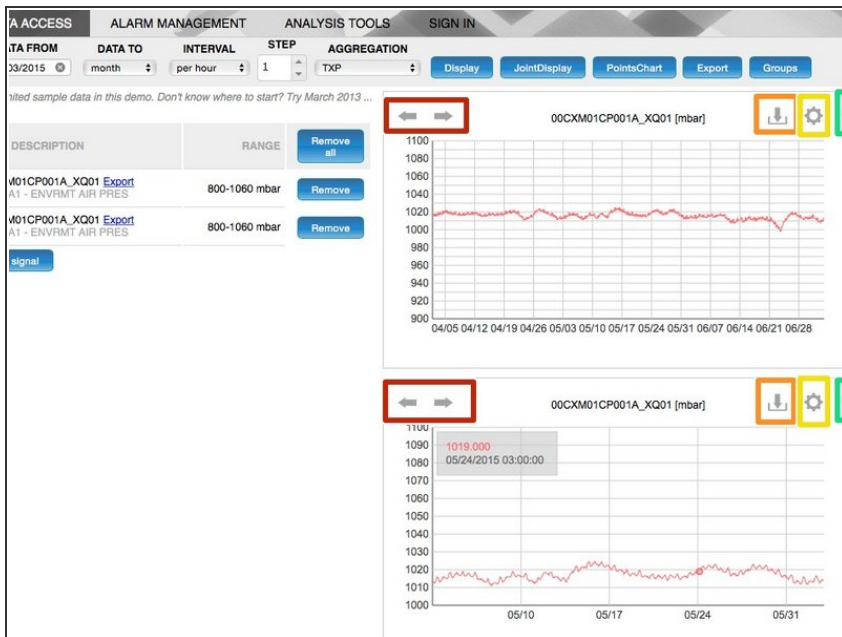 TA ACCESS ALARM MANAGEMENT ANALYSIS TOOLS SIGN IN
ATA FROM DATA TO INTERVAL STEP AGGREGATION
03/2015 month per hour 1 TXP Display JointDisplay PointsChart Export Groups
nited sample data in this demo. Don't know where to start? Try March 2013 ...
DESCRIPTION RANGE Remove all
M01CP001A_XQ01 Export
A1 - ENVRMT AIR PRES
800-1060 mbar Remove
M01CP001A_XQ01 Export
A1 - ENVRMT AIR PRES
800-1060 mbar Remove
signal
00CXM01CP001A_XQ01 [mbar]
1100
1080
1060
1040
1020
1000
980
960
940
920
900
04/05 04/12 04/19 04/26 05/03 05/10 05/17 05/24 05/31 06/07 06/14 06/21 06/28
00CXM01CP001A_XQ01 [mbar]
1100
1090
1080
1070
1060
1050
1040
1030
1020
1010
1000
1019.000
05/24/2015 03:00:00
05/10 05/17 05/24 05/31